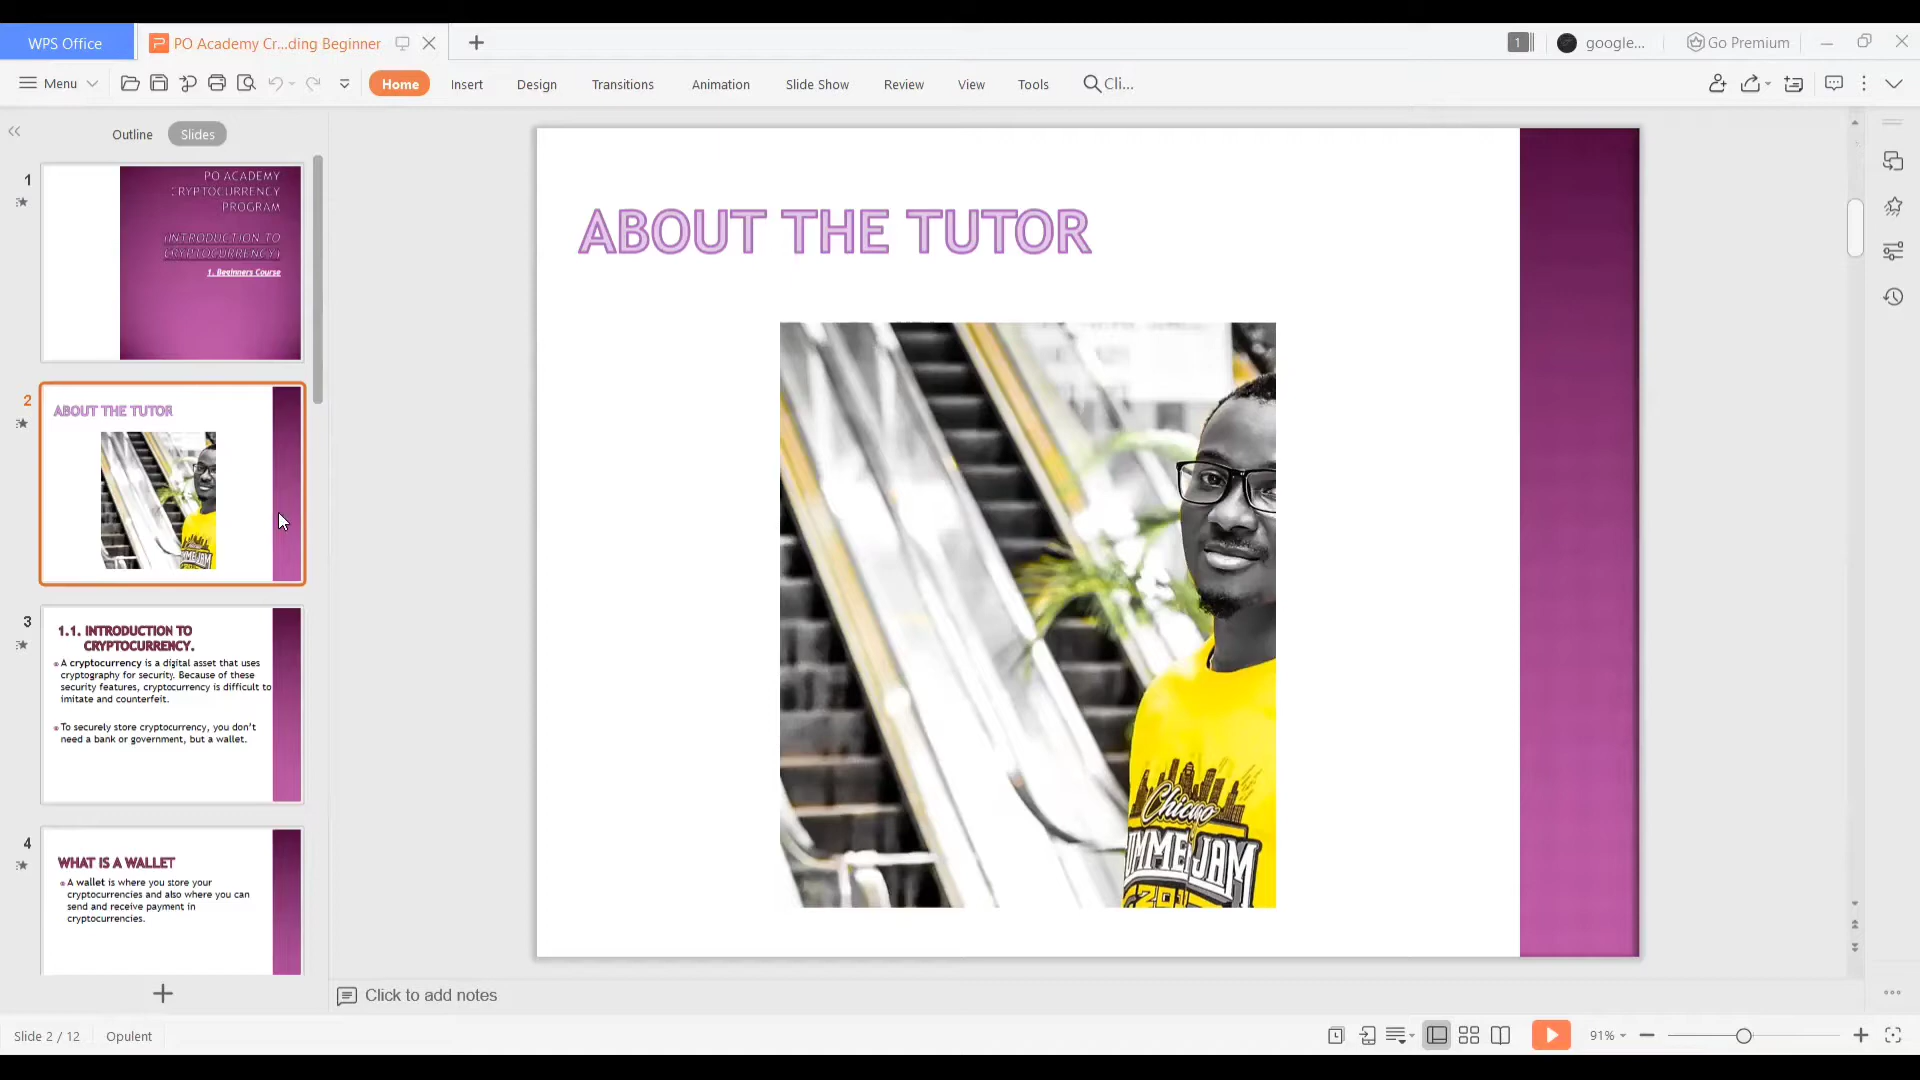 WPS Office
PO Academy Cr...ding Beginner
1
google...
Go Premium
Menu
Home
Insert
Design
Transitions
Animation
Slide Show
Review
View
Tools
Cli...
Outline
Slides
1
PO ACADEMY
CRYPTOCURRENCY
PROGRAM
(INTRODUCTION TO
CRYPTOCURRENCY)
1. Beginners Course
2
ABOUT THE TUTOR
3
1.1. INTRODUCTION TO
CRYPTOCURRENCY.
A cryptocurrency is a digital asset that uses
cryptography for security. Because of these
security features, cryptocurrency is difficult to
imitate and counterfeit.
To securely store cryptocurrency, you don't
need a bank or government, but a wallet.
4
WHAT IS A WALLET
A wallet is where you store your
cryptocurrencies and also where you can
send and receive payment in
cryptocurrencies.
ABOUT THE TUTOR
Chicago
UMME JAM
201
Click to add notes
Slide 2 / 12
Opulent
91%